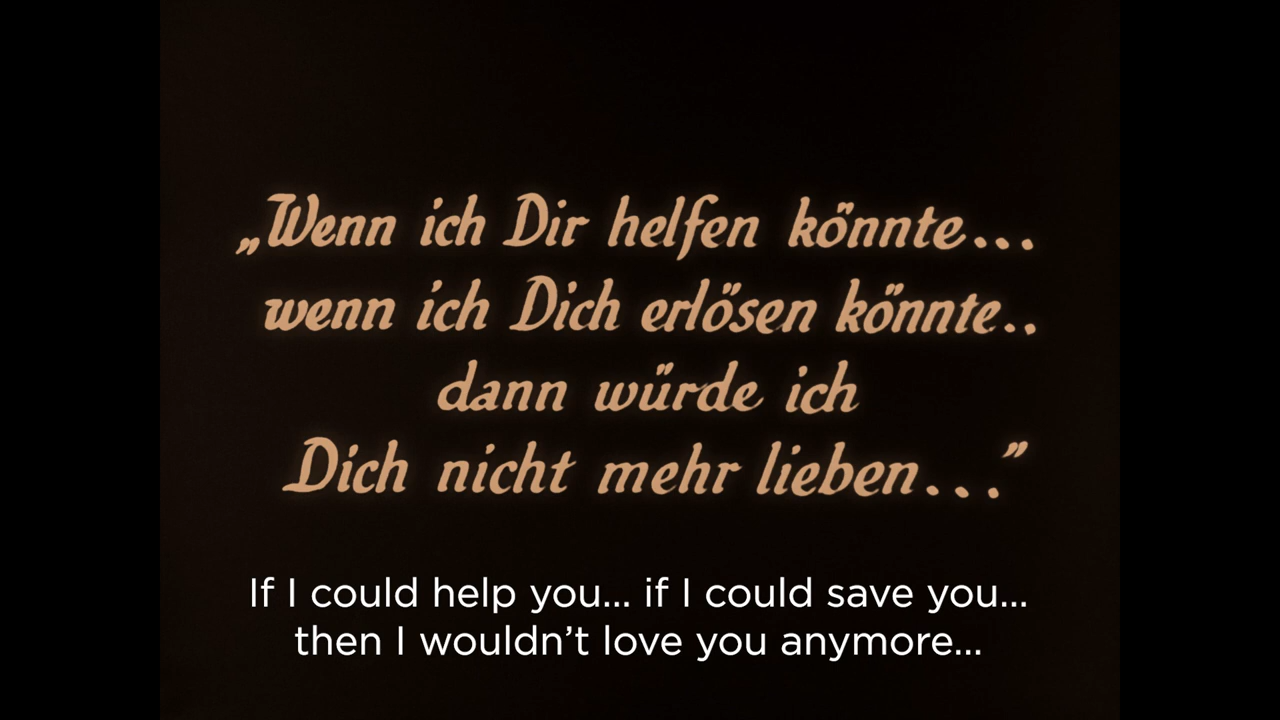 „Wenn ich Dir helfen könnte...
wenn ich Dich erlösen könnte..
dann würde ich
Dich nicht mehr lieben...”
If I could help you... if I could save you...
then I wouldn’t love you anymore...